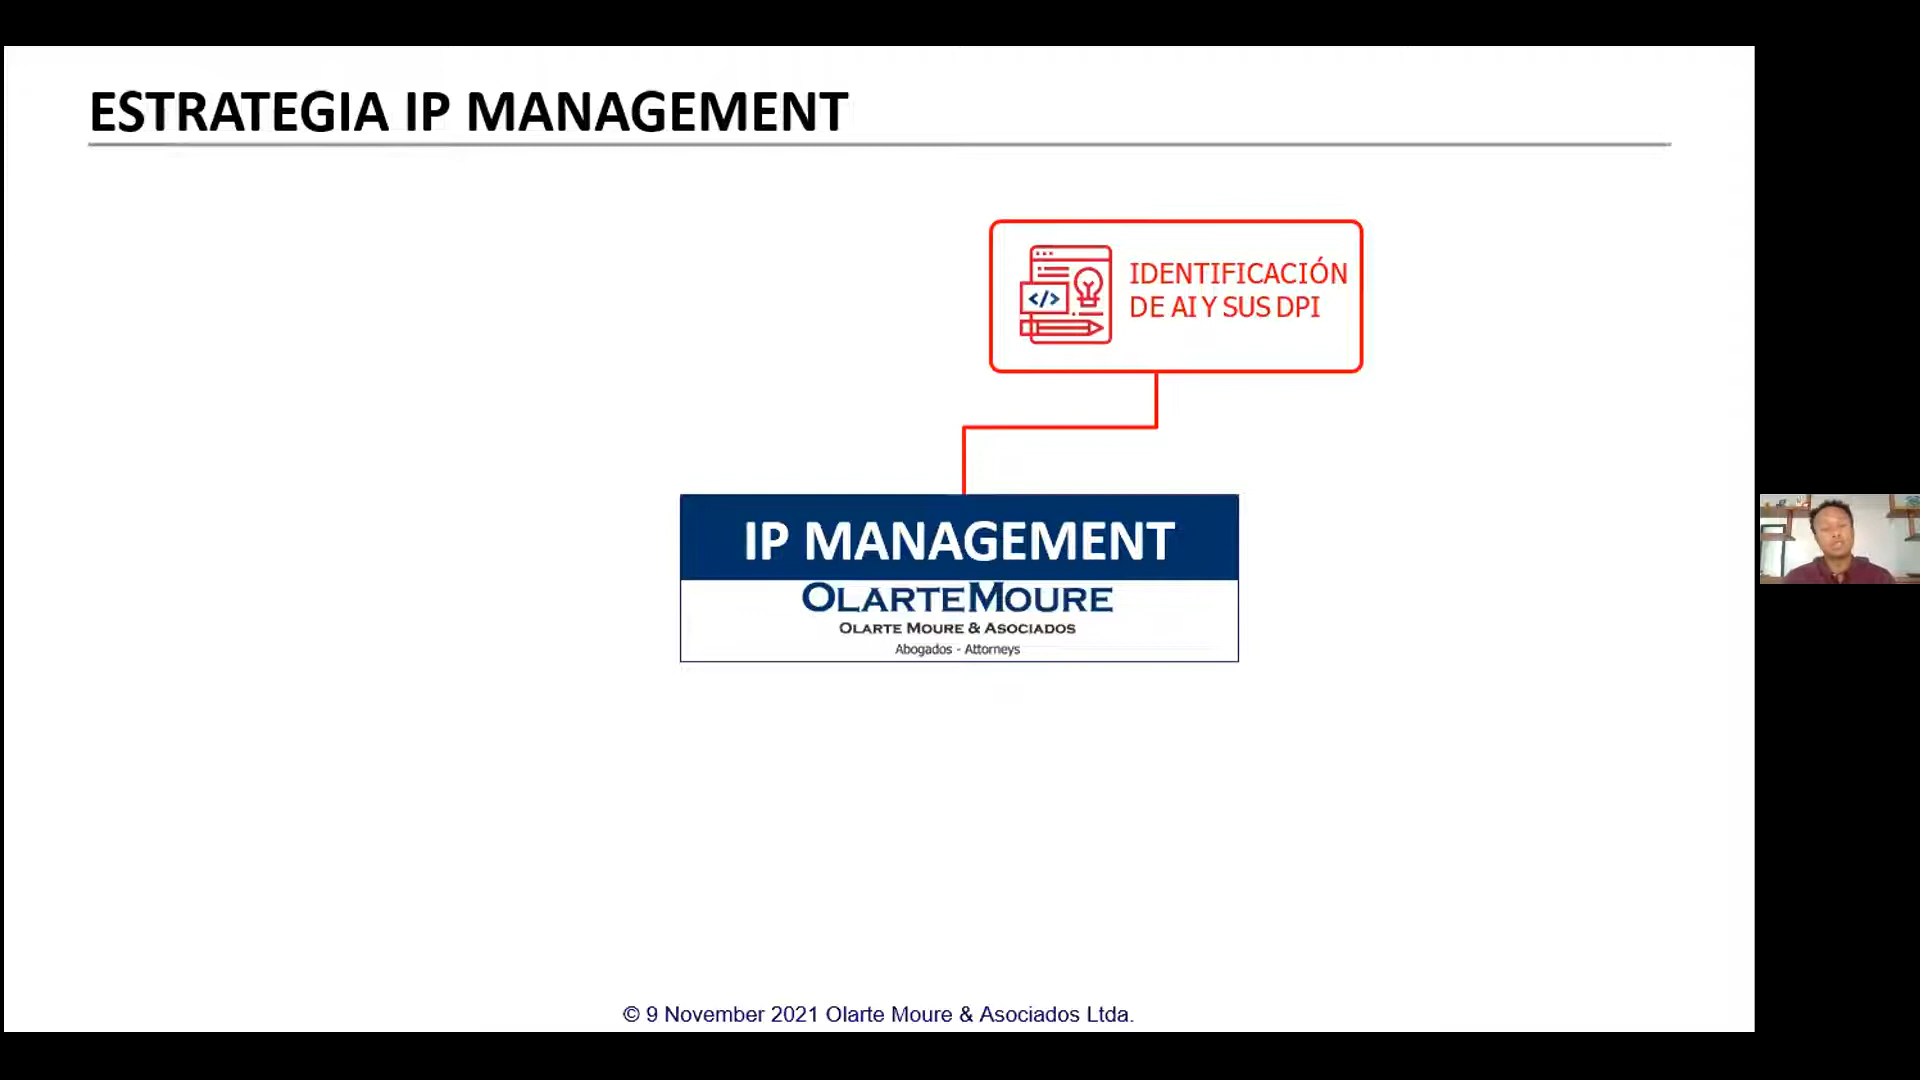 ESTRATEGIA IP MANAGEMENT
IDENTIFICACIÓN
DE AI Y SUS DPI
</>
IP MANAGEMENT
OLARTEMOURE
OLARTE MOURE & ASOCIADOS
Abogados - Attorneys
© 9 November 2021 Olarte Moure & Asociados Ltda.